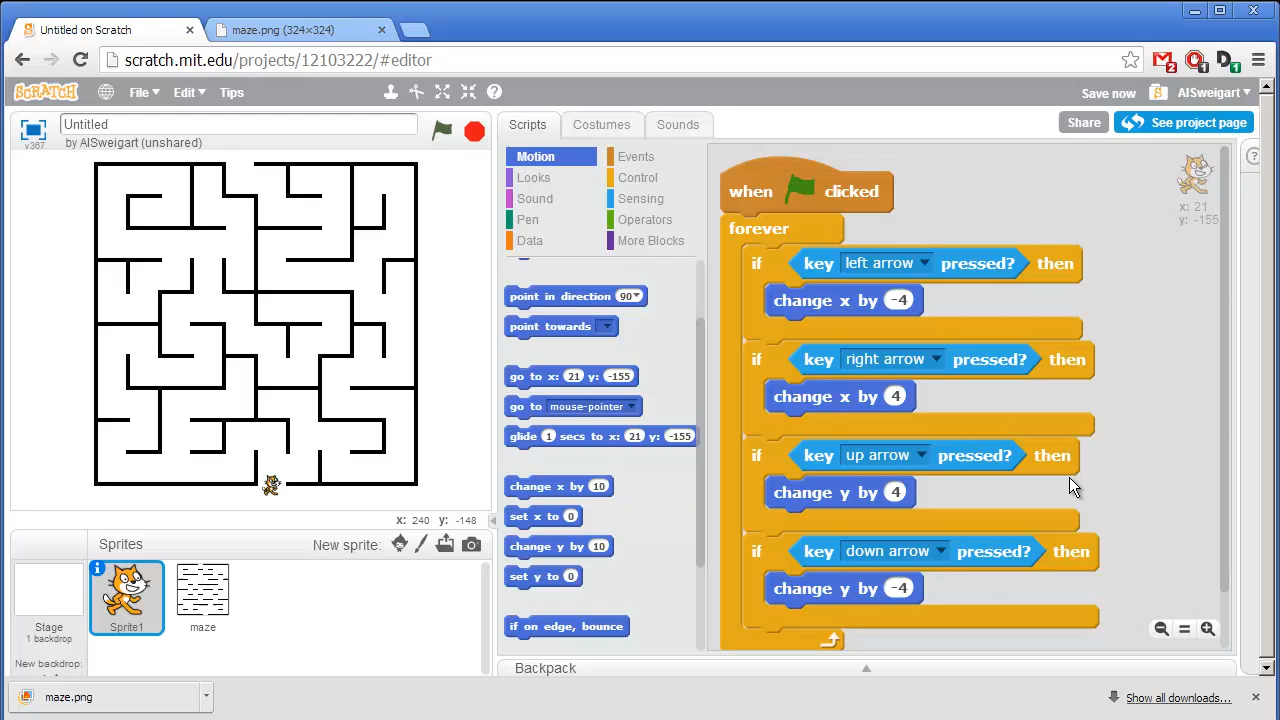 Untitled on Scratch
maze.png (324×324)
scratch.mit.edu/projects/12103222/#editor
2
1
1
SCRATCH
File
Edit
Tips
Save now
AlSweigart
v367
Untitled
by AlSweigart (unshared)
Scripts
Costumes
Sounds
Share
See project page
Motion
Looks
Sound
Pen
Data
Events
Control
Sensing
Operators
More Blocks
point in direction 90
point towards
go to x: 21 y: -155
go to mouse-pointer
glide 1 secs to x: 21 y: -155
change x by 10
set x to 0
change y by 10
set y to 0
if on edge, bounce
when clicked
forever
if key left arrow pressed? then
change x by -4
if key right arrow pressed? then
change x by 4
if key up arrow pressed? then
change y by 4
if key down arrow pressed? then
change y by -4
x: 21
y: -155
x: 240 y: -148
Sprites
New sprite:
Stage
1 backdrop
New backdrop:
Sprite1
maze
Backpack
maze.png
Show all downloads...